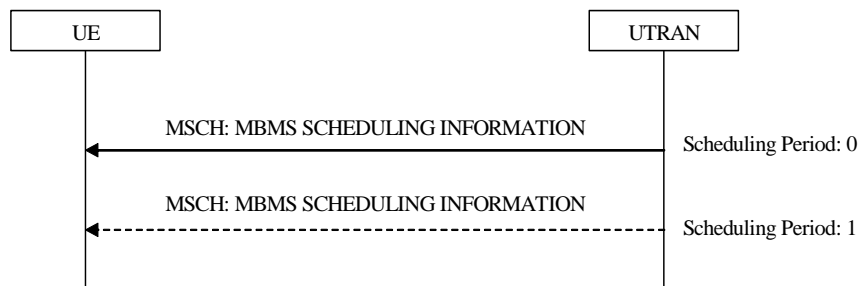 UE
UTRAN
MSCH: MBMS SCHEDULING INFORMATION
Scheduling Period: 0
MSCH: MBMS SCHEDULING INFORMATION
Scheduling Period: 1